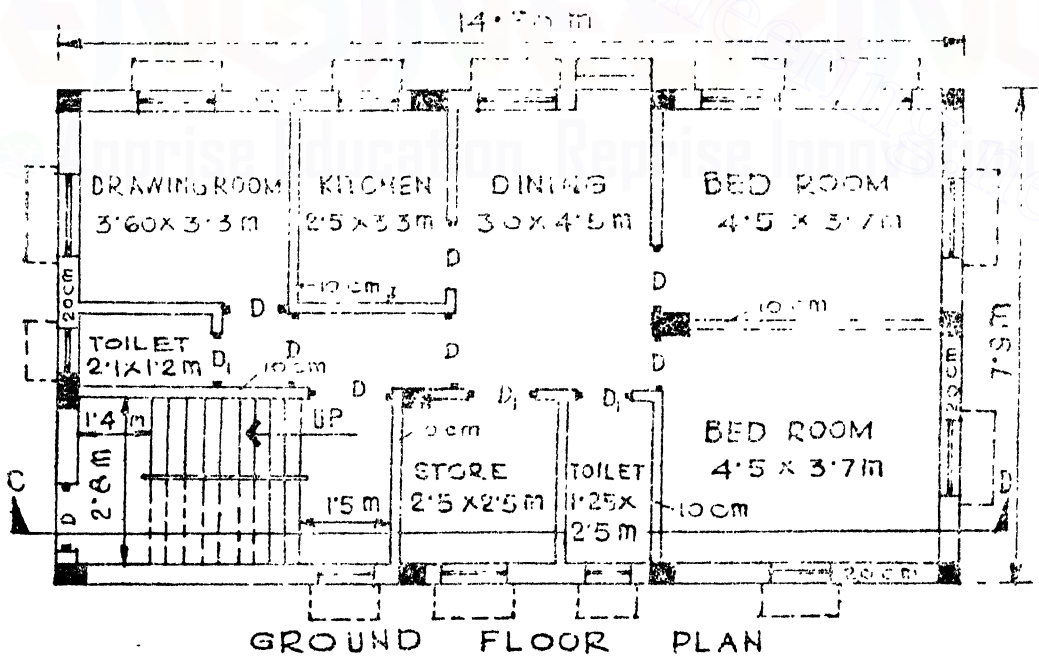 DRAWING ROOM
3.60 X 3.3 m
KITCHEN
2.5 X 3.3 m
DINING
3.0 X 4.5 m
BED ROOM
4.5 X 3.7 m
20 cm
10 cm
D
D
D
10 cm
TOILET
2.1 X 1.2 m
D1
D
D
D
10 cm
D
D1
D1
7.9 m
20 cm
1.4 m
UP
2.8 m
cm
STORE
2.5 X 2.5 m
TOILET
1.25 X
2.5 m
BED ROOM
4.5 X 3.7 m
10 cm
C
D
1.5 m
20 cm
GROUND FLOOR PLAN